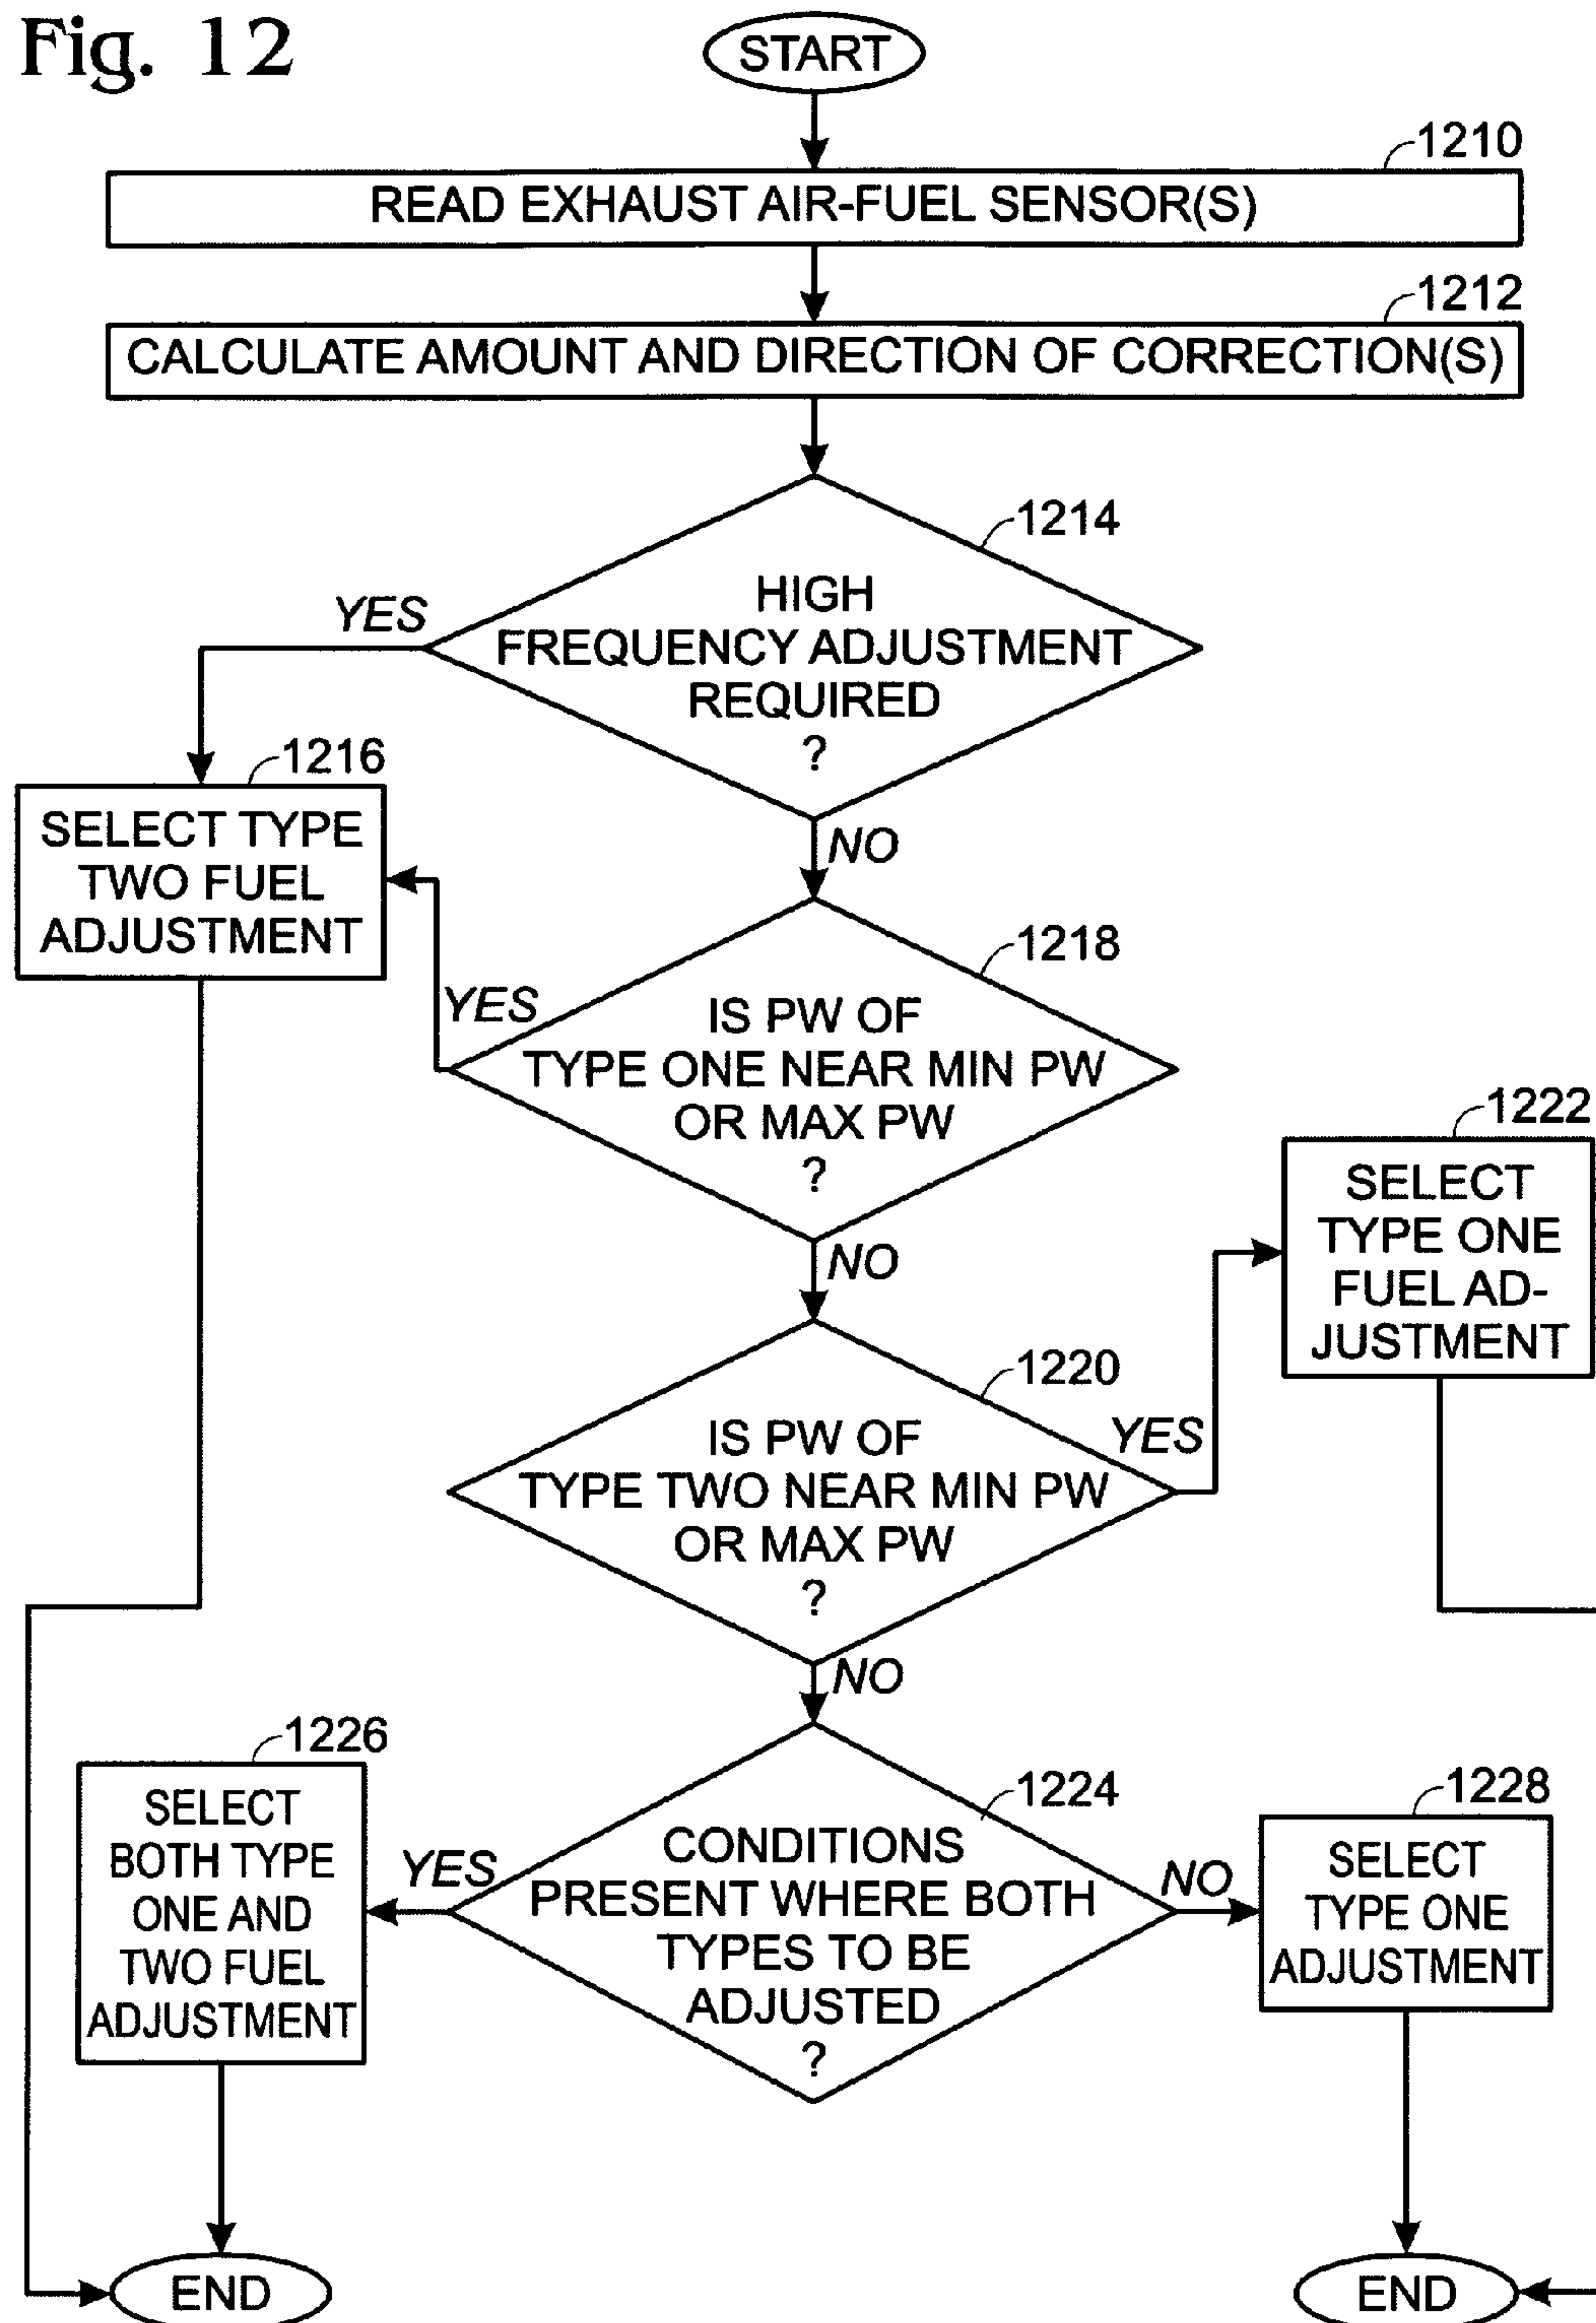 Fig. 12
START
1210
READ EXHAUST AIR-FUEL SENSOR(S)
1212
CALCULATE AMOUNT AND DIRECTION OF CORRECTION(S)
1214
HIGH
FREQUENCY ADJUSTMENT
REQUIRED
?
YES
NO
1216
SELECT TYPE
TWO FUEL
ADJUSTMENT
1218
IS PW OF
TYPE ONE NEAR MIN PW
OR MAX PW
?
YES
NO
1222
SELECT
TYPE ONE
FUEL AD-
JUSTMENT
1220
IS PW OF
TYPE TWO NEAR MIN PW
OR MAX PW
?
YES
NO
1226
SELECT
BOTH TYPE
ONE AND
TWO FUEL
ADJUSTMENT
1224
CONDITIONS
PRESENT WHERE BOTH
TYPES TO BE
ADJUSTED
?
YES
NO
1228
SELECT
TYPE ONE
ADJUSTMENT
END
END